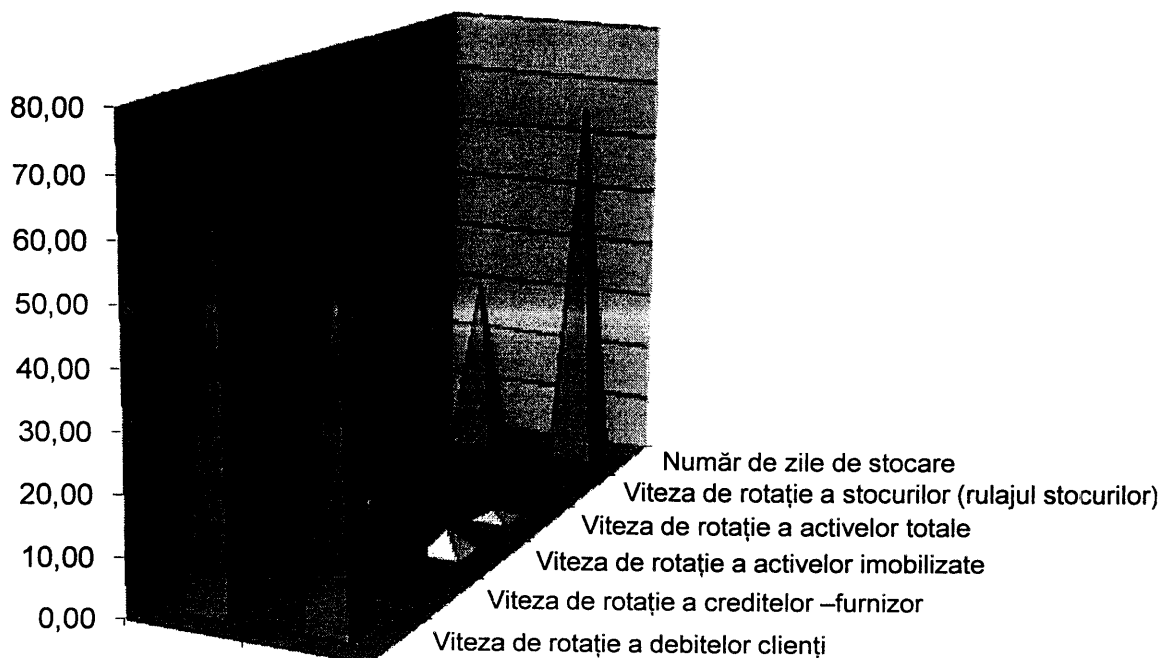 80,00
70,00
60,00
50,00
40,00
30,00
20,00
10,00
0,00
Număr de zile de stocare
Viteza de rotație a stocurilor (rulajul stocurilor)
Viteza de rotație a activelor totale
Viteza de rotație a activelor imobilizate
Viteza de rotație a creditelor –furnizor
Viteza de rotație a debitelor clienți